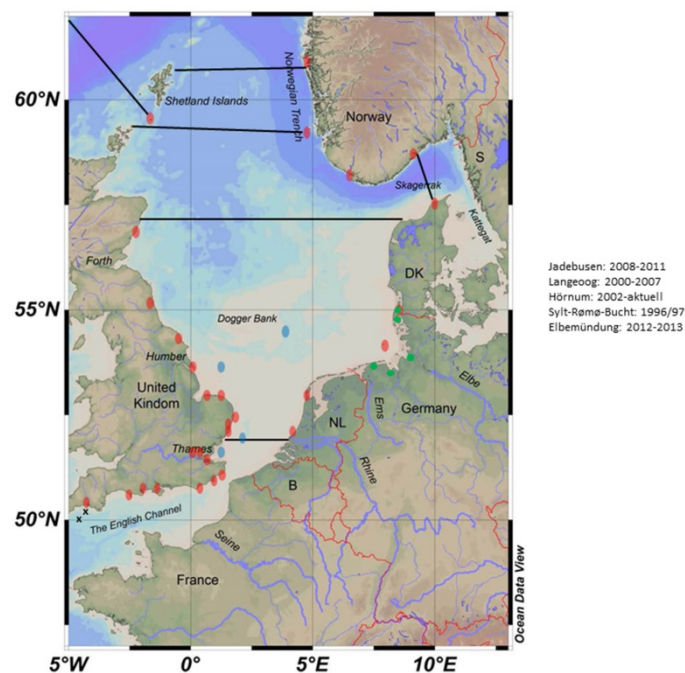 60°N
Shetland Islands
Norwegian Trench
Norway
S
Skagerrak
Kattegat
Forth
DK
Jadebusen: 2008-2011
Langeoog: 2000-2007
Hörnum: 2002-aktuell
Sylt-Rømø-Bucht: 1996/97
Elbemündung: 2012-2013
55°N
Dogger Bank
Humber
United
Kindom
Elbe
Ems
Germany
NL
Thames
Rhine
B
x
x
50°N
The English Channel
Seine
France
Ocean Data View
5°W
0°
5°E
10°E